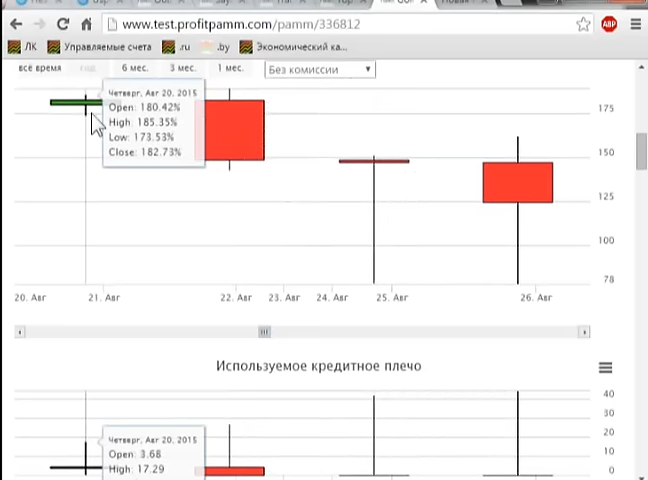 www.test.profitpamm.com/pamm/336812
ABP
ЛК Управляемые счета .ru .by Экономический ка...
всё время год 6 мес. 3 мес. 1 мес. Без комиссии
Четверг, Авг 20, 2015
Open: 180.42%
High: 185.35%
Low: 173.53%
Close: 182.73%
175
150
125
100
78
20. Авг 21. Авг 22. Авг 23. Авг 24. Авг 25. Авг 26. Авг
Используемое кредитное плечо
40
30
20
10
0
Четверг, Авг 20, 2015
Open: 3.68
High: 17.29